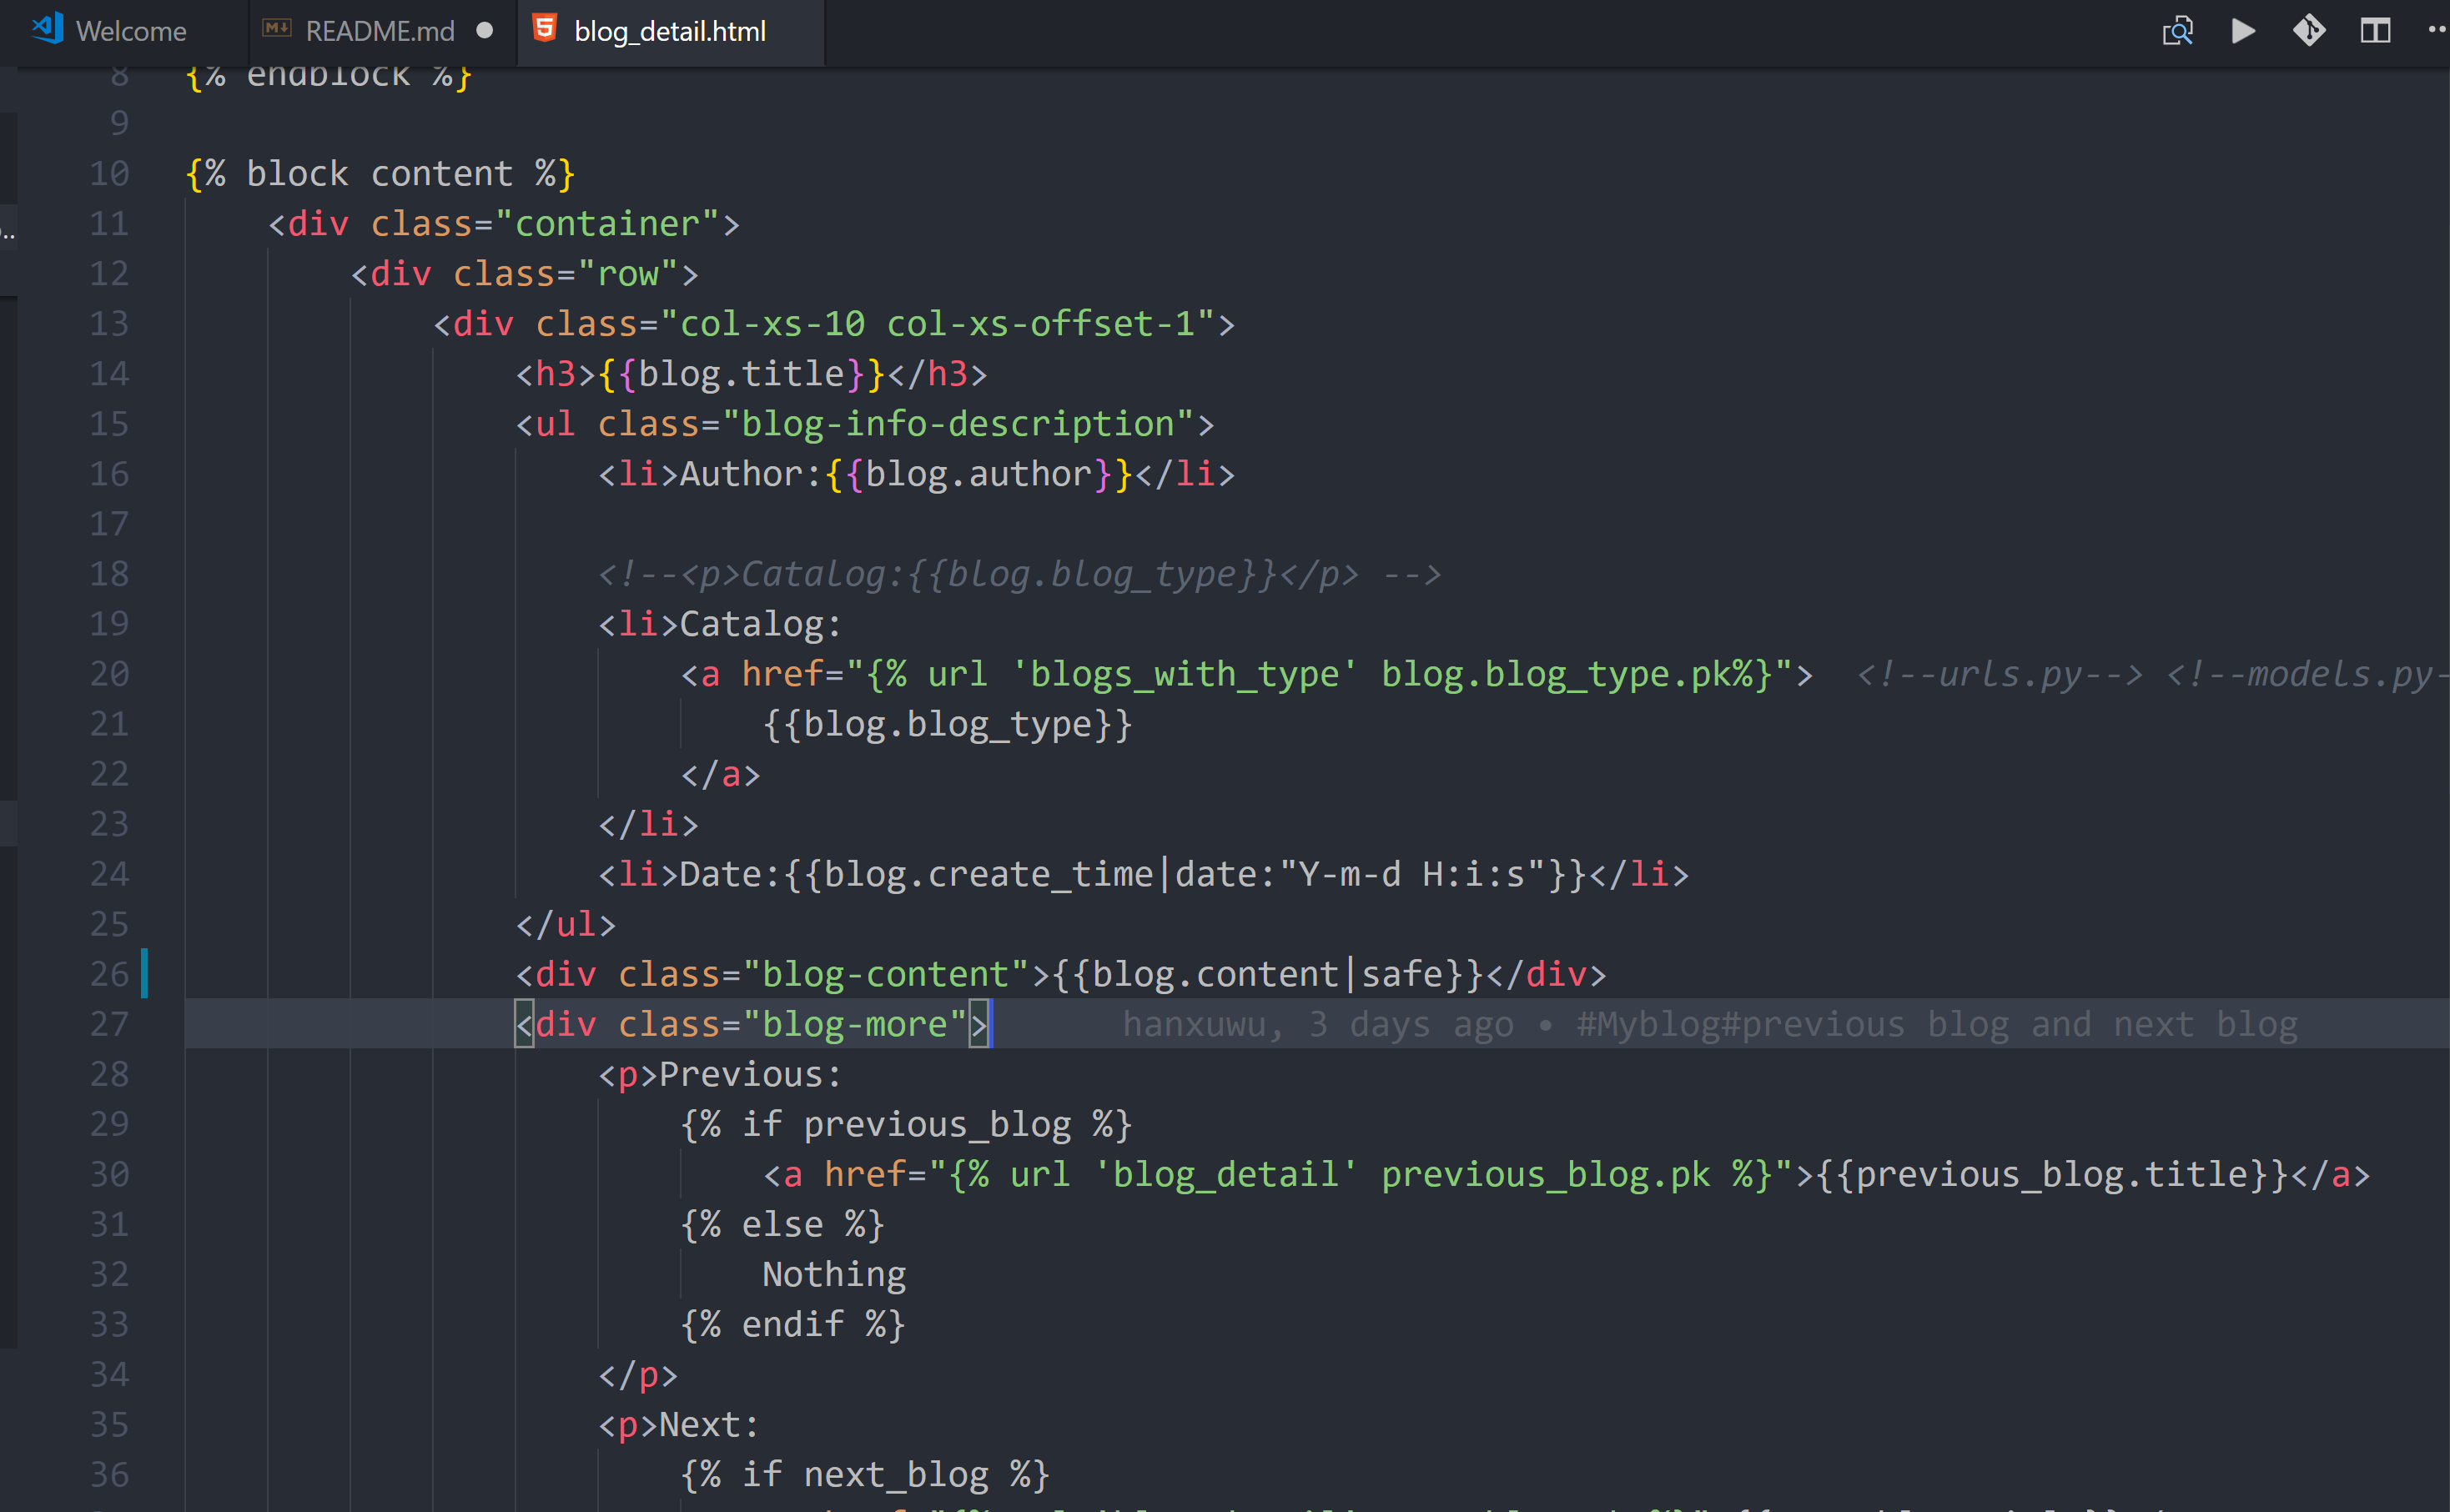 Welcome README.md blog_detail.html
8 {% endblock %}
9
10 {% block content %}
11 <div class="container">
12 <div class="row">
13 <div class="col-xs-10 col-xs-offset-1">
14 <h3>{{blog.title}}</h3>
15 <ul class="blog-info-description">
16 <li>Author:{{blog.author}}</li>
17
18 <!--<p>Catalog:{{blog.blog_type}}</p> -->
19 <li>Catalog:
20 <a href="{% url 'blogs_with_type' blog.blog_type.pk%}"> <!--urls.py--> <!--models.py-
21 {{blog.blog_type}}
22 </a>
23 </li>
24 <li>Date:{{blog.create_time|date:"Y-m-d H:i:s"}}</li>
25 </ul>
26 <div class="blog-content">{{blog.content|safe}}</div>
27 <div class="blog-more"> hanxuwu, 3 days ago • #Myblog#previous blog and next blog
28 <p>Previous:
29 {% if previous_blog %}
30 <a href="{% url 'blog_detail' previous_blog.pk %}">{{previous_blog.title}}</a>
31 {% else %}
32 Nothing
33 {% endif %}
34 </p>
35 <p>Next:
36 {% if next_blog %}